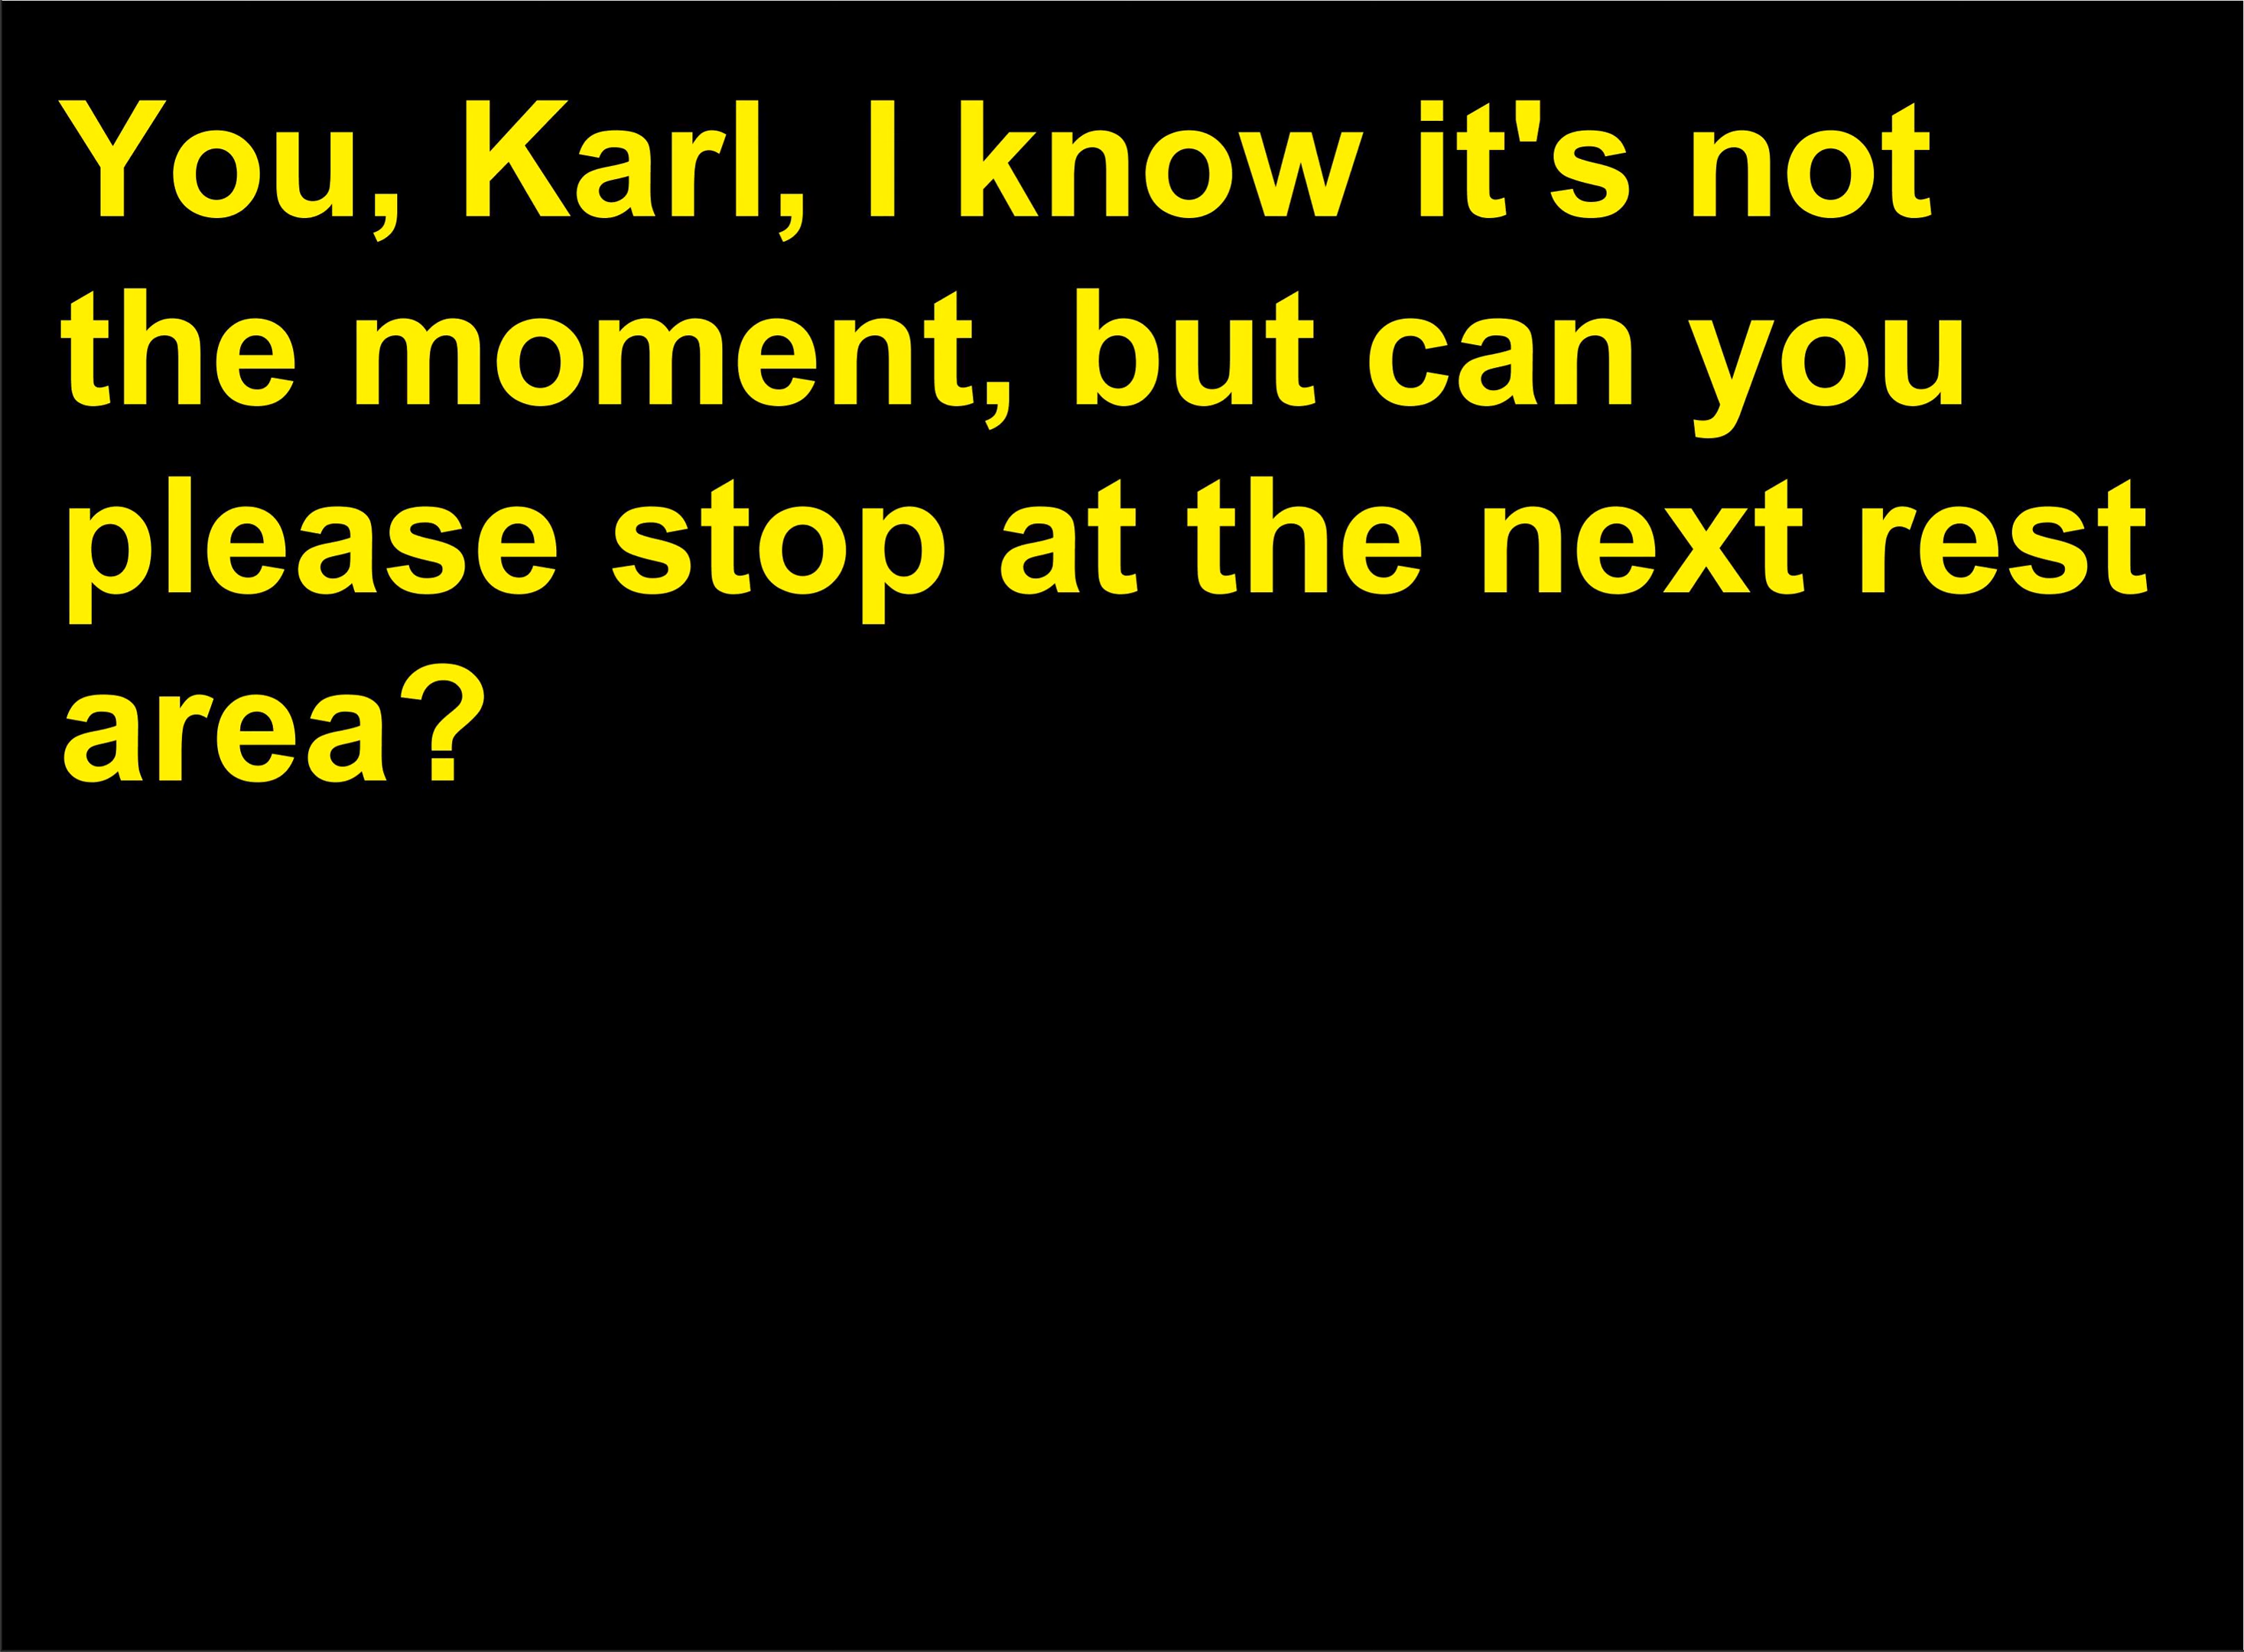 You, Karl, I know it's not
the moment, but can you
please stop at the next rest
area?